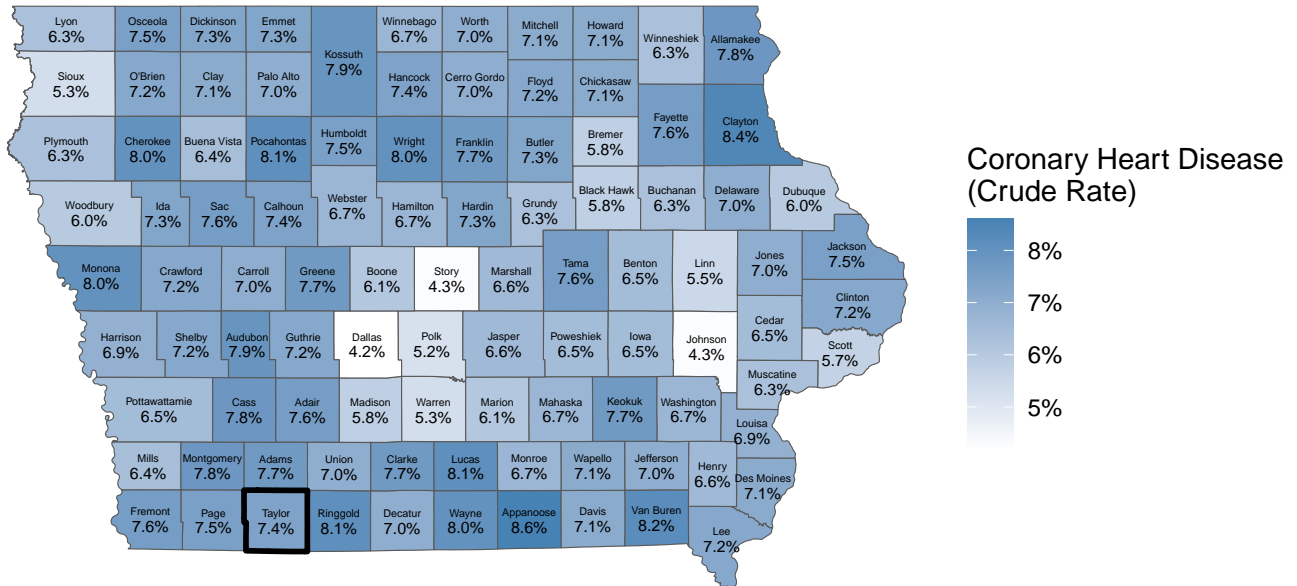 Lyon Osceola Dickinson Emmet Winnebago Worth Mitchell Howard Winneshiek Allamakee
6.3% 7.5% 7.3% 7.3% 6.7% 7.0% 7.1% 7.1% 6.3% 7.8%
Kossuth
7.9%
Sioux O'Brien Clay Palo Alto Hancock Cerro Gordo Floyd Chickasaw
5.3% 7.2% 7.1% 7.0% 7.4% 7.0% 7.2% 7.1%
Fayette Clayton
7.6% 8.4%
Plymouth Cherokee Buena Vista Pocahontas Humboldt Wright Franklin Butler Bremer
6.3% 8.0% 6.4% 8.1% 7.5% 8.0% 7.7% 7.3% 5.8%
Coronary Heart Disease
(Crude Rate)
Woodbury Ida Sac Calhoun Webster Hamilton Hardin Grundy Black Hawk Buchanan Delaware Dubuque
6.0% 7.3% 7.6% 7.4% 6.7% 6.7% 7.3% 6.3% 5.8% 6.3% 7.0% 6.0%
8%
7%
6%
5%
Monona Crawford Carroll Greene Boone Story Marshall Tama Benton Linn Jones Jackson
8.0% 7.2% 7.0% 7.7% 6.1% 4.3% 6.6% 7.6% 6.5% 5.5% 7.0% 7.5%
Clinton
7.2%
Harrison Shelby Audubon Guthrie Dallas Polk Jasper Poweshiek Iowa Johnson Cedar Scott
6.9% 7.2% 7.9% 7.2% 4.2% 5.2% 6.6% 6.5% 6.5% 4.3% 6.5% 5.7%
Muscatine
6.3%
Pottawattamie Cass Adair Madison Warren Marion Mahaska Keokuk Washington
6.5% 7.8% 7.6% 5.8% 5.3% 6.1% 6.7% 7.7% 6.7%
Louisa
6.9%
Mills Montgomery Adams Union Clarke Lucas Monroe Wapello Jefferson Henry Des Moines
6.4% 7.8% 7.7% 7.0% 7.7% 8.1% 6.7% 7.1% 7.0% 6.6% 7.1%
Fremont Page Taylor Ringgold Decatur Wayne Appanoose Davis Van Buren Lee
7.6% 7.5% 7.4% 8.1% 7.0% 8.0% 8.6% 7.1% 8.2% 7.2%